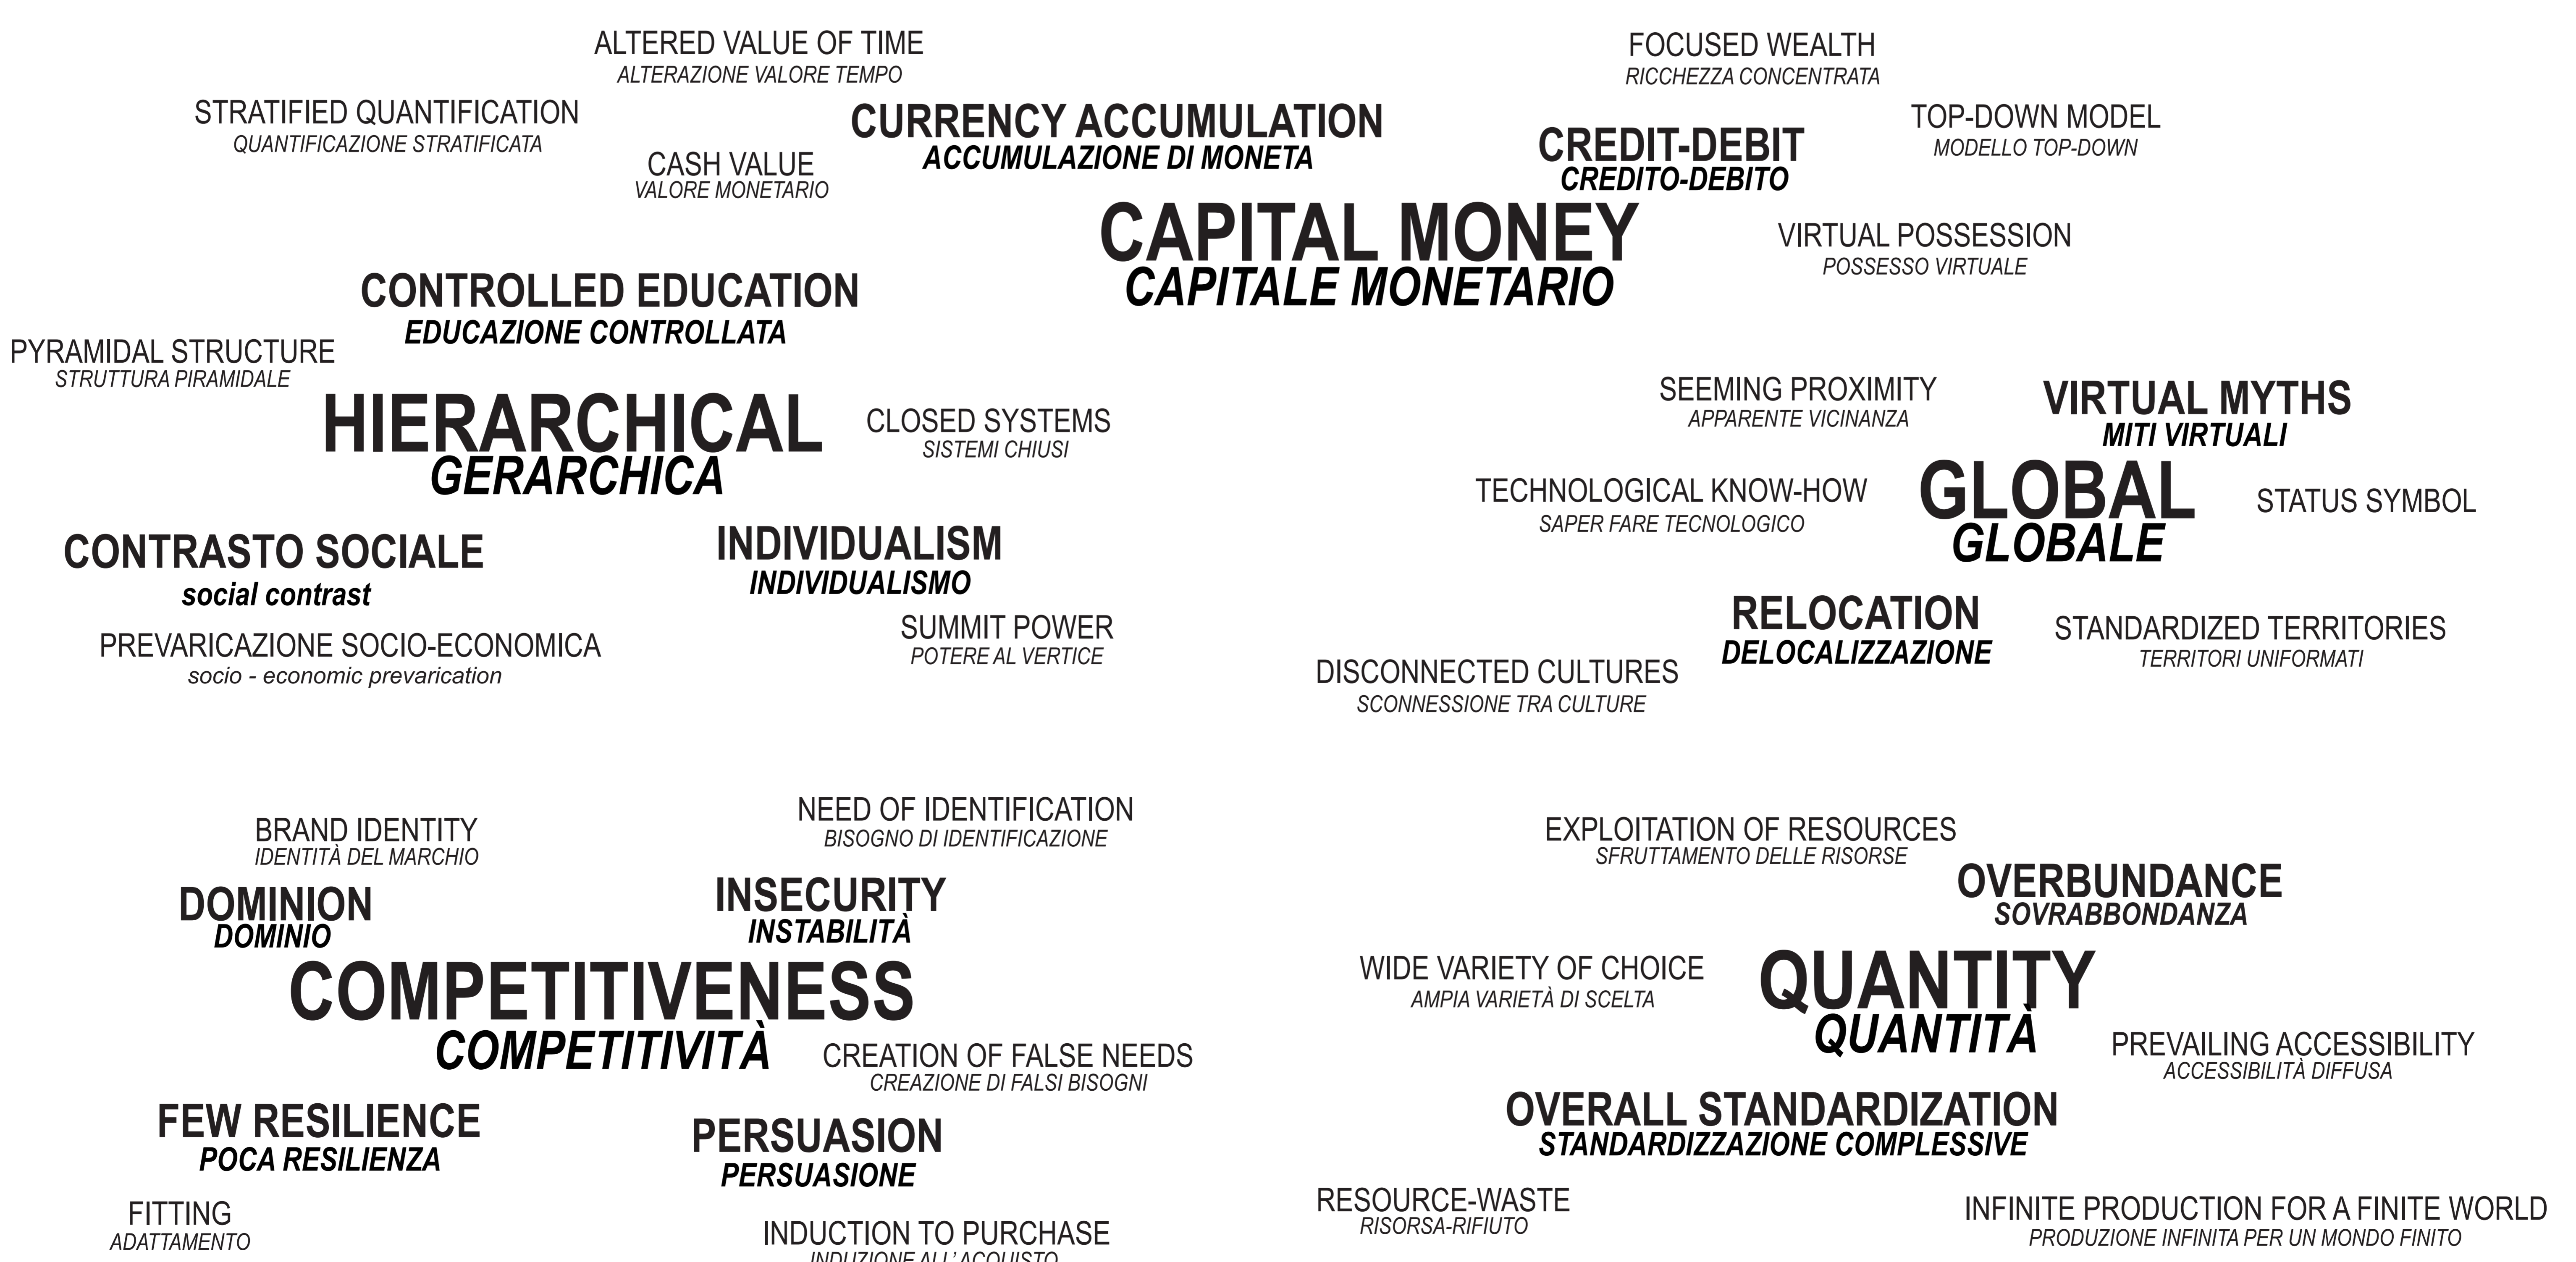 ALTERED VALUE OF TIME
ALTERAZIONE VALORE TEMPO
FOCUSED WEALTH
RICCHEZZA CONCENTRATA
STRATIFIED QUANTIFICATION
QUANTIFICAZIONE STRATIFICATA
CURRENCY ACCUMULATION
ACCUMULAZIONE DI MONETA
TOP-DOWN MODEL
MODELLO TOP-DOWN
CREDIT-DEBIT
CREDITO-DEBITO
CASH VALUE
VALORE MONETARIO
CAPITAL MONEY
CAPITALE MONETARIO
VIRTUAL POSSESSION
POSSESSO VIRTUALE
CONTROLLED EDUCATION
EDUCAZIONE CONTROLLATA
PYRAMIDAL STRUCTURE
STRUTTURA PIRAMIDALE
HIERARCHICAL
GERARCHICA
CLOSED SYSTEMS
SISTEMI CHIUSI
SEEMING PROXIMITY
APPARENTE VICINANZA
VIRTUAL MYTHS
MITI VIRTUALI
TECHNOLOGICAL KNOW-HOW
SAPER FARE TECNOLOGICO
GLOBAL
GLOBALE
STATUS SYMBOL
CONTRASTO SOCIALE
social contrast
INDIVIDUALISM
INDIVIDUALISMO
RELOCATION
DELOCALIZZAZIONE
STANDARDIZED TERRITORIES
TERRITORI UNIFORMATI
PREVARICAZIONE SOCIO-ECONOMICA
socio - economic prevarication
SUMMIT POWER
POTERE AL VERTICE
DISCONNECTED CULTURES
SCONNESSIONE TRA CULTURE
BRAND IDENTITY
IDENTITÀ DEL MARCHIO
NEED OF IDENTIFICATION
BISOGNO DI IDENTIFICAZIONE
EXPLOITATION OF RESOURCES
SFRUTTAMENTO DELLE RISORSE
DOMINION
DOMINIO
INSECURITY
INSTABILITÀ
OVERBUNDANCE
SOVRABBONDANZA
COMPETITIVENESS
COMPETITIVITÀ
WIDE VARIETY OF CHOICE
AMPIA VARIETÀ DI SCELTA
QUANTITY
QUANTITÀ
CREATION OF FALSE NEEDS
CREAZIONE DI FALSI BISOGNI
PREVAILING ACCESSIBILITY
ACCESSIBILITÀ DIFFUSA
FEW RESILIENCE
POCA RESILIENZA
PERSUASION
PERSUASIONE
OVERALL STANDARDIZATION
STANDARDIZZAZIONE COMPLESSIVE
FITTING
ADATTAMENTO
INDUCTION TO PURCHASE
INDUZIONE ALL'ACQUISTO
RESOURCE-WASTE
RISORSA-RIFIUTO
INFINITE PRODUCTION FOR A FINITE WORLD
PRODUZIONE INFINITA PER UN MONDO FINITO